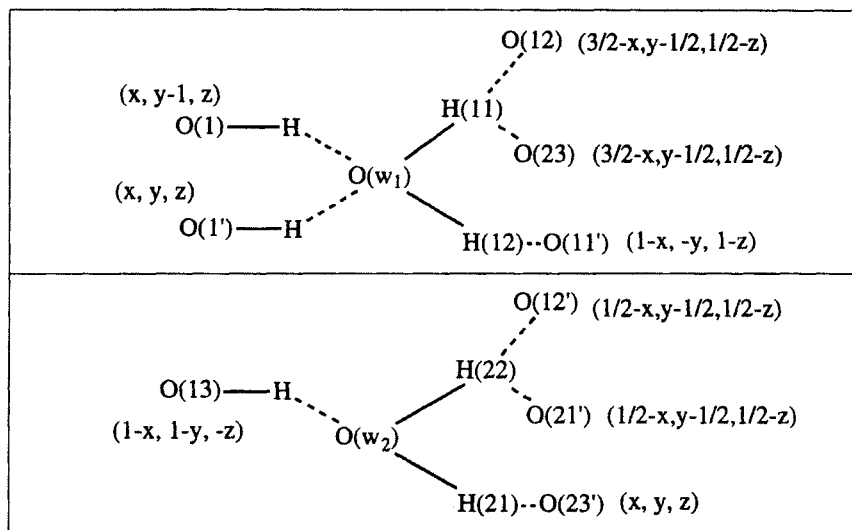 O(12) (3/2-x,y-1/2,1/2-z)
(x, y-1, z)
O(1)—H
H(11)
O(23) (3/2-x,y-1/2,1/2-z)
O(w₁)
(x, y, z)
O(1')—H
H(12)--O(11') (1-x, -y, 1-z)
O(12') (1/2-x,y-1/2,1/2-z)
H(22)
O(13)—H
O(21') (1/2-x,y-1/2,1/2-z)
(1-x, 1-y, -z)
O(w₂)
H(21)--O(23') (x, y, z)